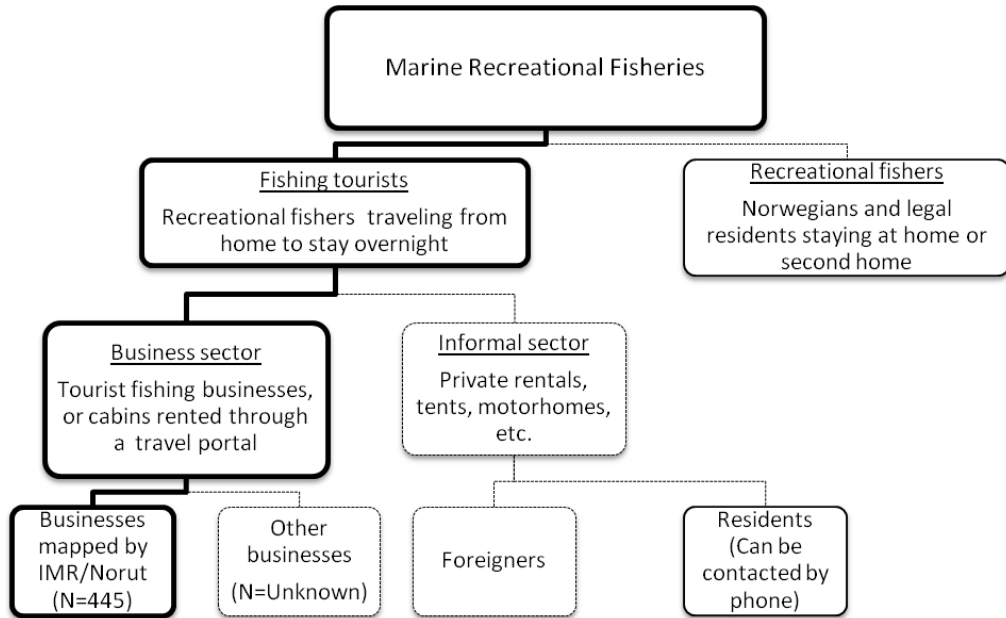 Marine Recreational Fisheries
Fishing tourists
Recreational fishers traveling from
home to stay overnight
Recreational fishers
Norwegians and legal
residents staying at home or
second home
Business sector
Tourist fishing businesses,
or cabins rented through
a travel portal
Informal sector
Private rentals,
tents, motorhomes,
etc.
Businesses
mapped by
IMR/Norut
(N=445)
Other
businesses
(N=Unknown)
Foreigners
Residents
(Can be
contacted by
phone)